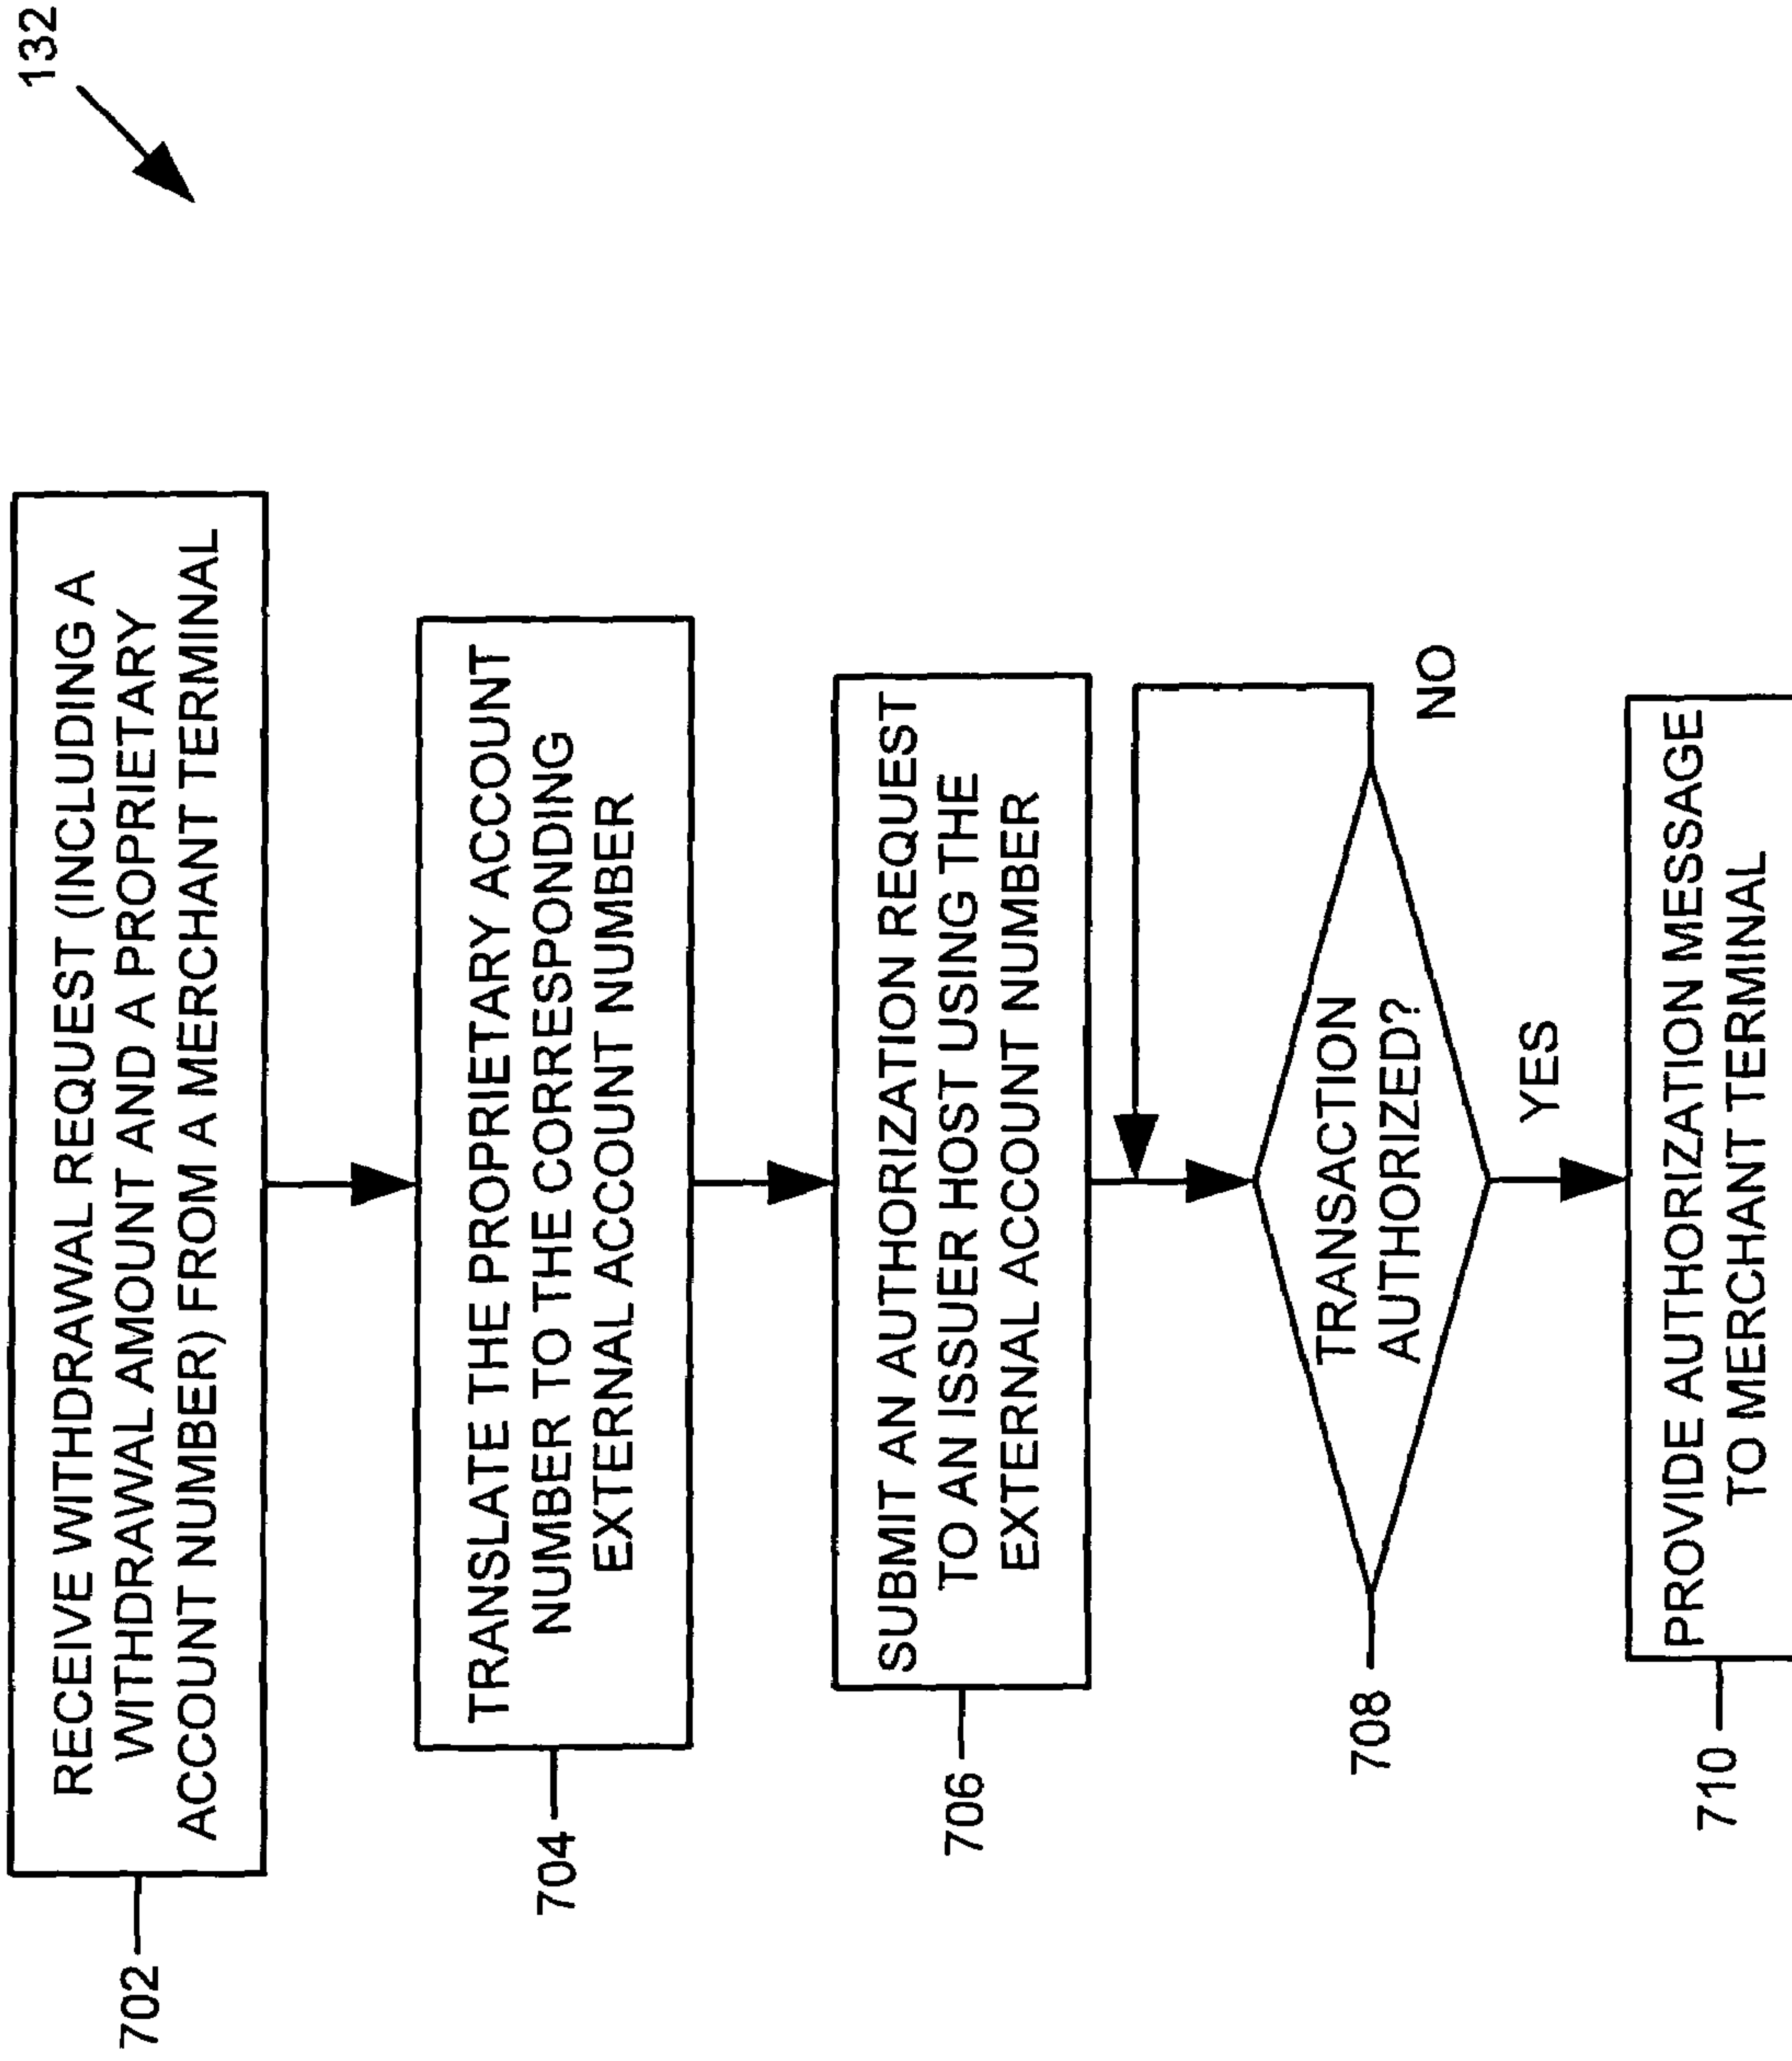 132
702
RECEIVE WITHDRAWAL REQUEST (INCLUDING A
WITHDRAWAL AMOUNT AND A PROPRIETARY
ACCOUNT NUMBER) FROM A MERCHANT TERMINAL
704
TRANSLATE THE PROPRIETARY ACCOUNT
NUMBER TO THE CORRESPONDING
EXTERNAL ACCOUNT NUMBER
706
SUBMIT AN AUTHORIZATION REQUEST
TO AN ISSUER HOST USING THE
EXTERNAL ACCOUNT NUMBER
708
TRANSACTION
AUTHORIZED?
NO
YES
710
PROVIDE AUTHORIZATION MESSAGE
TO MERCHANT TERMINAL